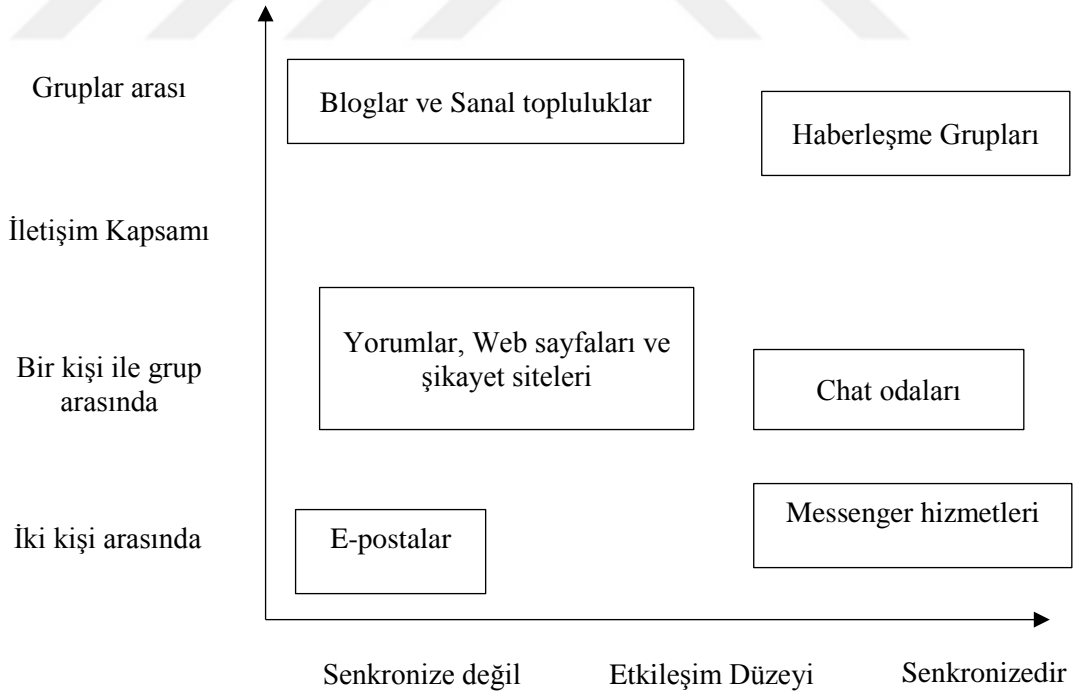 Gruplar arası
Bloglar ve Sanal topluluklar
Haberleşme Grupları
İletişim Kapsamı
Yorumlar, Web sayfaları ve
şikayet siteleri
Bir kişi ile grup
arasında
Chat odaları
Messenger hizmetleri
İki kişi arasında
E-postalar
Senkronize değil
Etkileşim Düzeyi
Senkronizedir